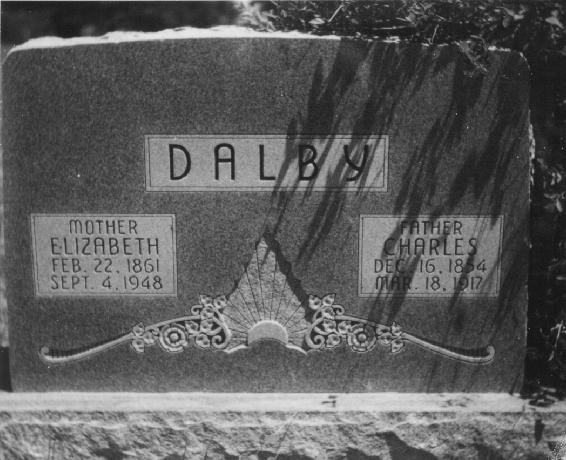 DALBY
MOTHER
ELIZABETH
FEB. 22, 1861
SEPT. 4, 1948
FATHER
CHARLES
DEC. 16, 1854
MAR. 18, 1917